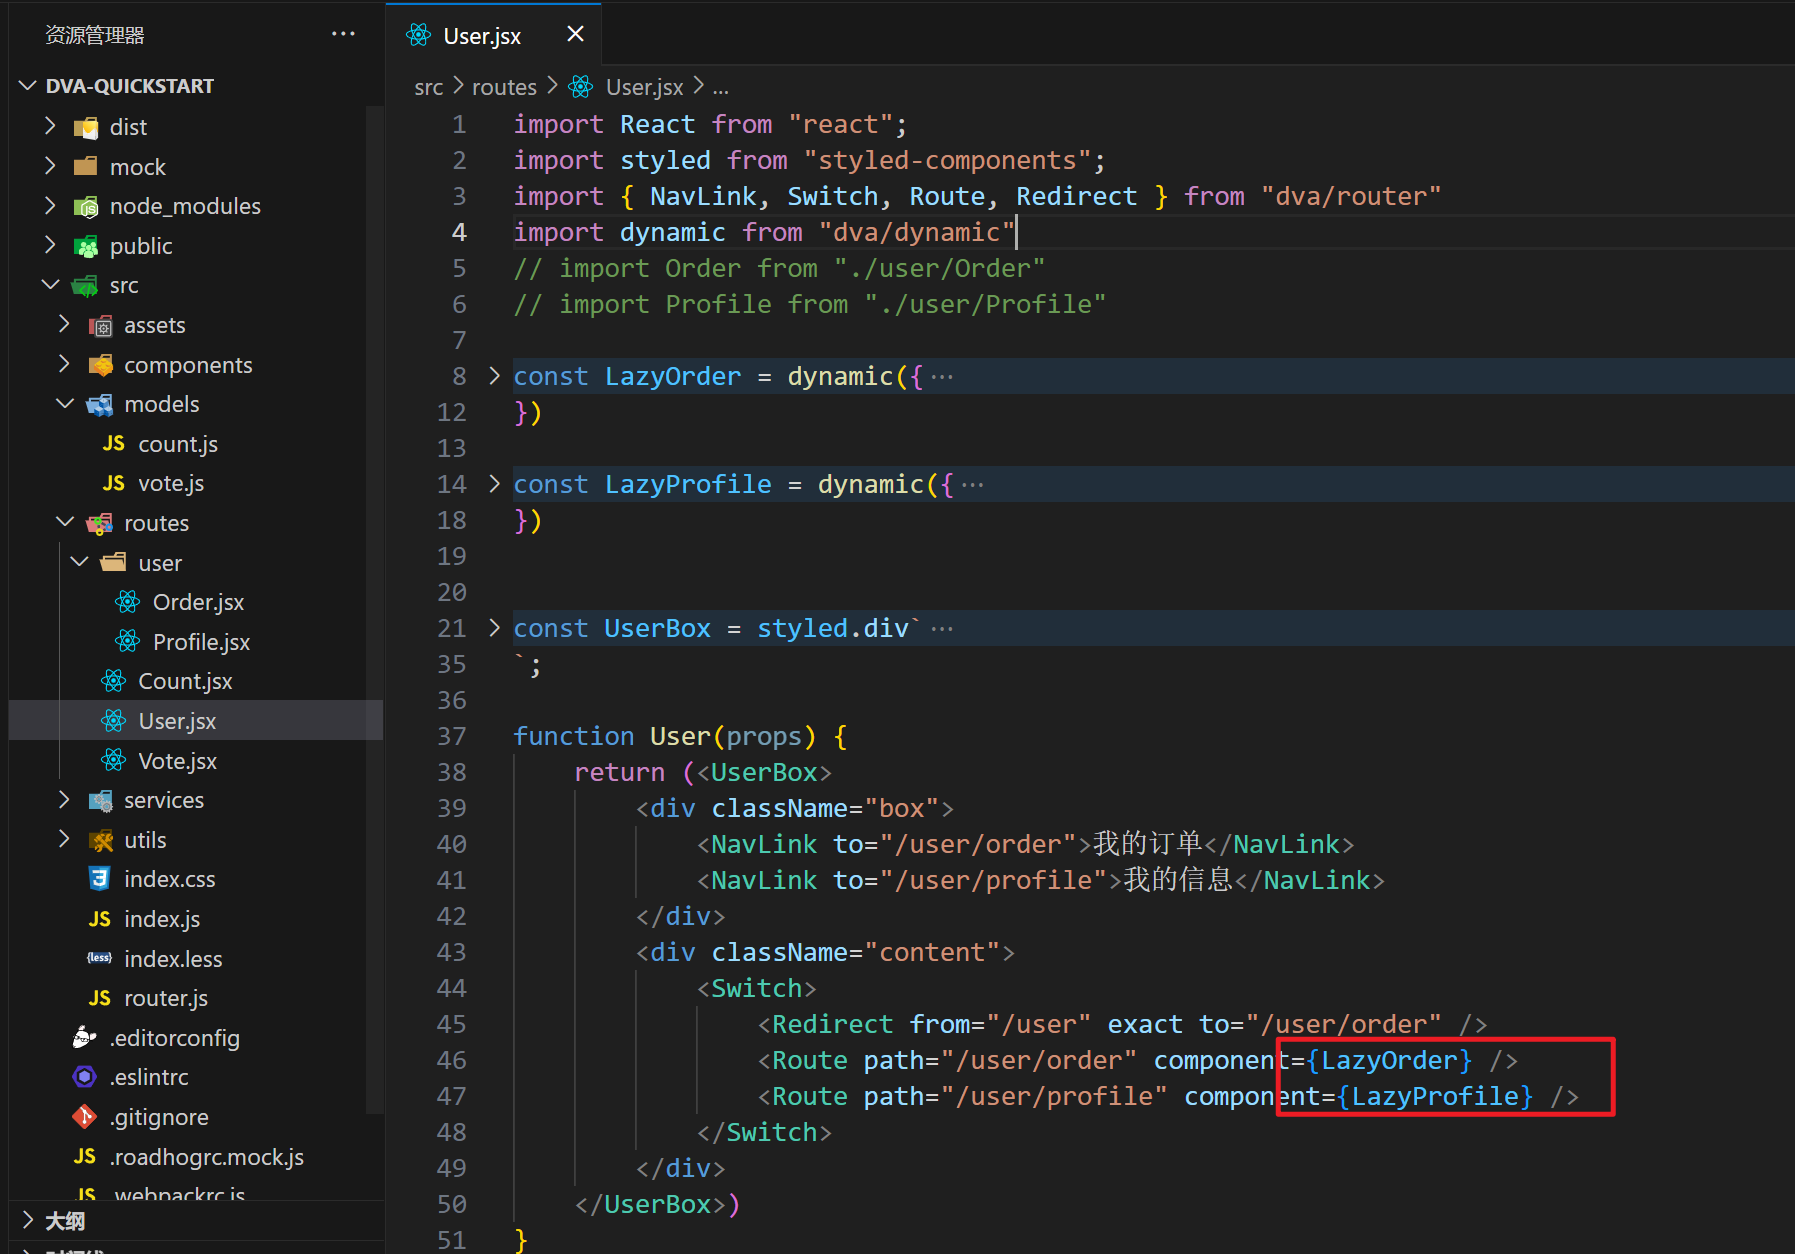 资源管理器
DVA-QUICKSTART
dist
mock
node_modules
public
src
assets
components
models
JS count.js
JS vote.js
routes
user
Order.jsx
Profile.jsx
Count.jsx
User.jsx
Vote.jsx
services
utils
index.css
JS index.js
{less} index.less
JS router.js
.editorconfig
.eslintrc
.gitignore
JS .roadhogrc.mock.js
JS .webpackrc.js
大纲
User.jsx
src > routes > User.jsx > ...
1 import React from "react";
2 import styled from "styled-components";
3 import { NavLink, Switch, Route, Redirect } from "dva/router"
4 import dynamic from "dva/dynamic"
5 // import Order from "./user/Order"
6 // import Profile from "./user/Profile"
7
8 const LazyOrder = dynamic({ ···
12 })
13
14 const LazyProfile = dynamic({ ···
18 })
19
20
21 const UserBox = styled.div` ···
35 `;
36
37 function User(props) {
38 return (<UserBox>
39 <div className="box">
40 <NavLink to="/user/order">我的订单</NavLink>
41 <NavLink to="/user/profile">我的信息</NavLink>
42 </div>
43 <div className="content">
44 <Switch>
45 <Redirect from="/user" exact to="/user/order" />
46 <Route path="/user/order" component={LazyOrder} />
47 <Route path="/user/profile" component={LazyProfile} />
48 </Switch>
49 </div>
50 </UserBox>)
51 }